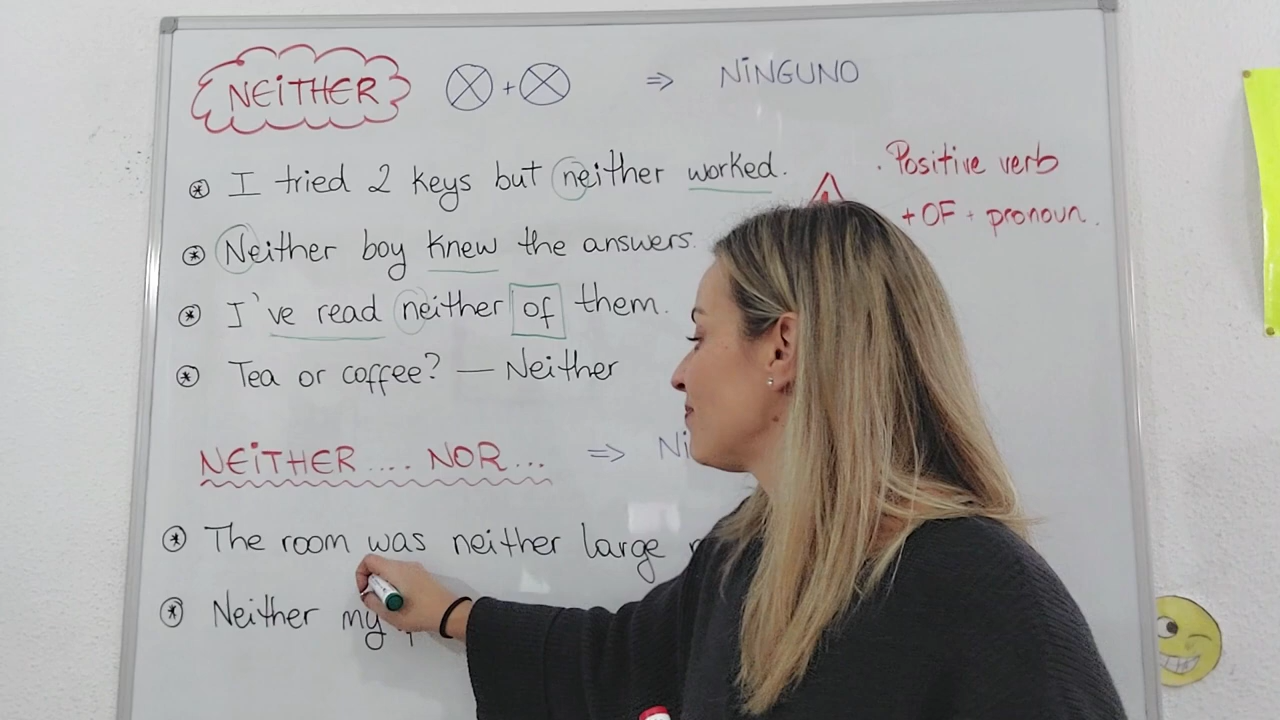 NEITHER + ⇒ NINGUNO
I tried 2 keys but neither worked.
· Positive verb
+ OF + pronoun.
Neither boy knew the answers.
I've read neither of them.
Tea or coffee? — Neither
NEITHER .... NOR ... ⇒
The room was neither large
Neither my